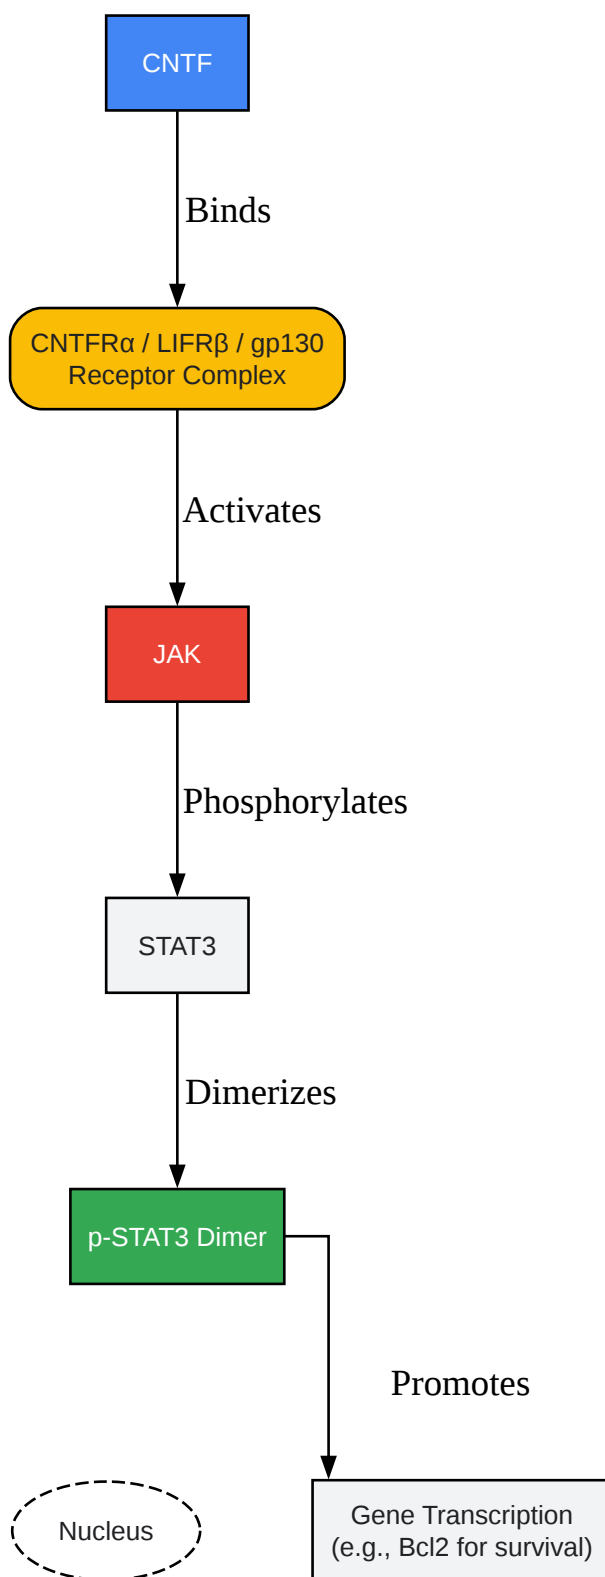 CNTF
Binds
CNTFRα / LIFRβ / gp130
Receptor Complex
Activates
JAK
Phosphorylates
STAT3
Dimerizes
p-STAT3 Dimer
Promotes
Nucleus
Gene Transcription
(e.g., Bcl2 for survival)